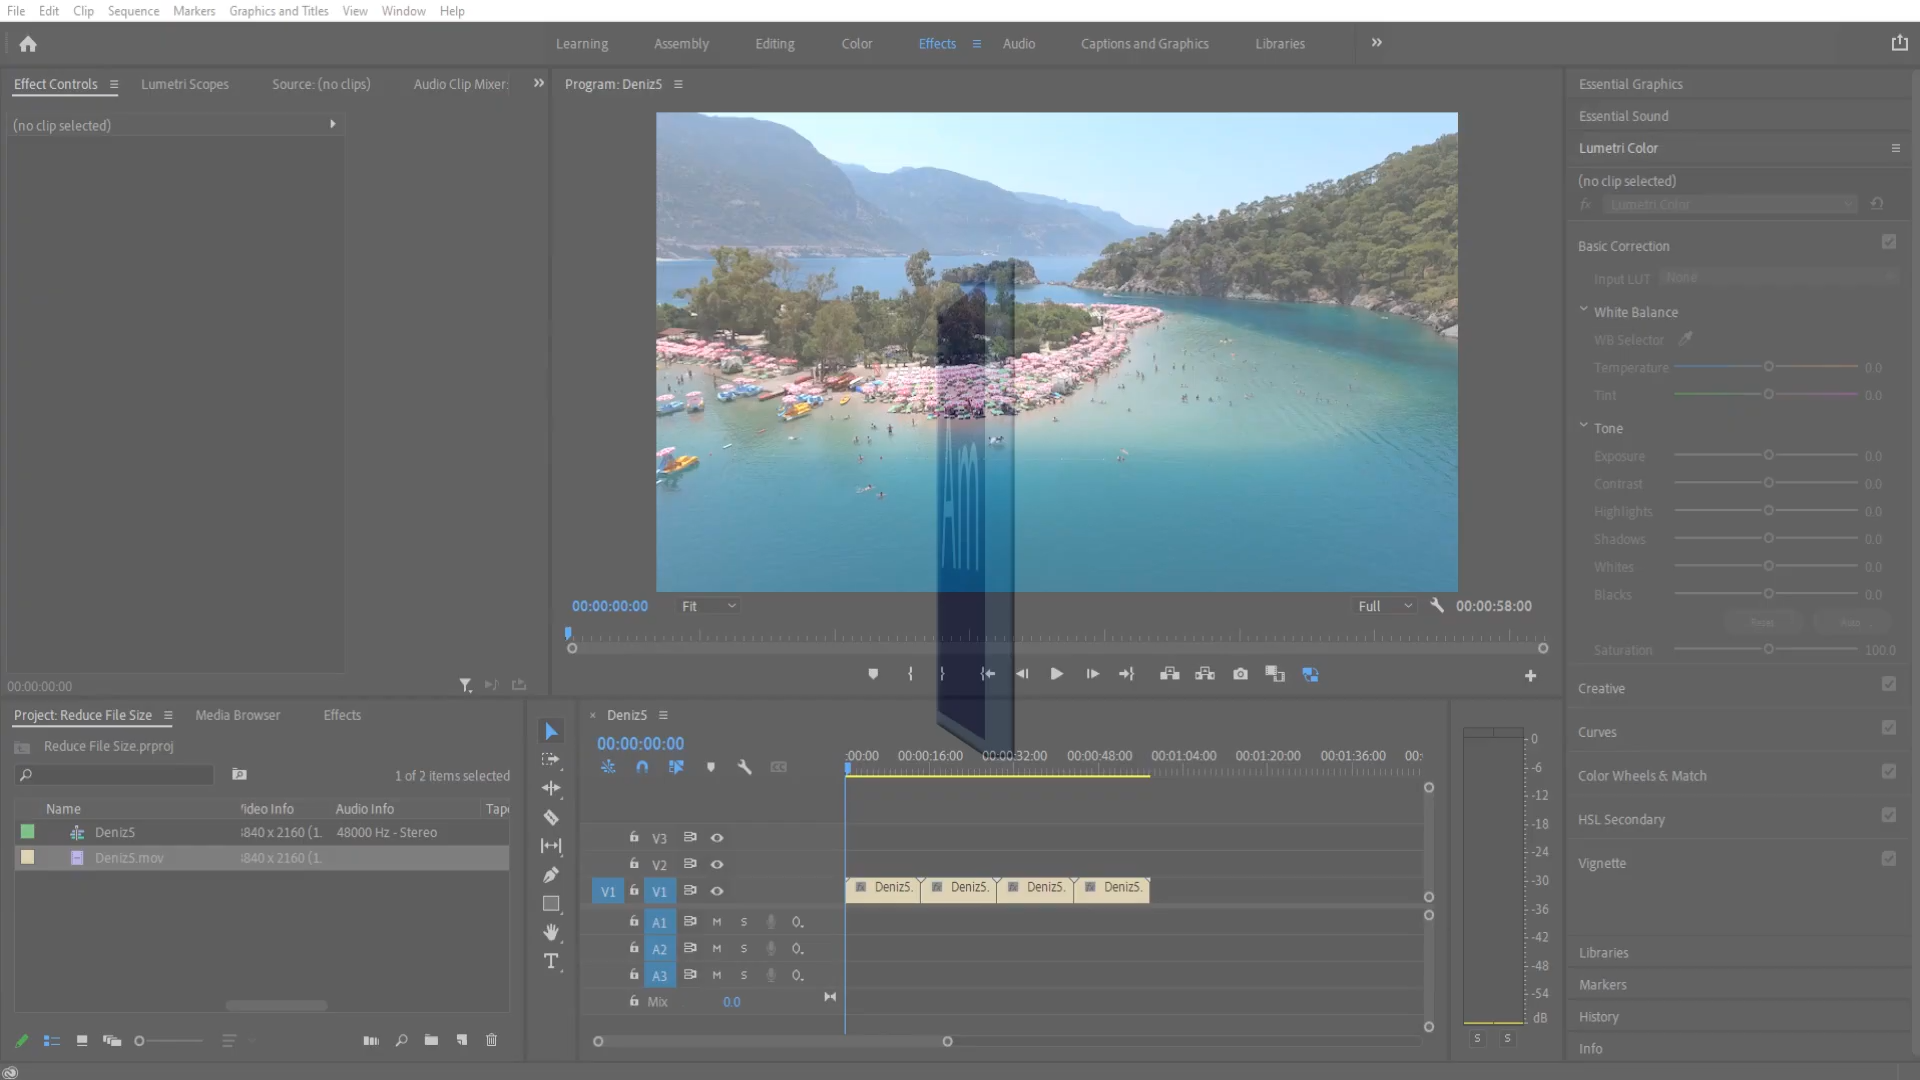 File Edit Clip Sequence Markers Graphics and Titles View Window Help
Learning Assembly Editing Color Effects Audio Captions and Graphics Libraries
Effect Controls Lumetri Scopes Source: (no clips) Audio Clip Mixer:
(no clip selected)
00:00:00:00
Program: Deniz5
Am
00:00:00:00 Fit Full 00:00:58:00
Essential Graphics
Essential Sound
Lumetri Color
(no clip selected)
fx Lumetri Color
Basic Correction
Input LUT None
White Balance
WB Selector
Temperature 0.0
Tint 0.0
Tone
Exposure 0.0
Contrast 0.0
Highlights 0.0
Shadows 0.0
Whites 0.0
Blacks 0.0
Reset Auto
Saturation 100.0
Creative
Curves
Color Wheels & Match
HSL Secondary
Vignette
Libraries
Markers
History
Info
Project: Reduce File Size Media Browser Effects
Reduce File Size.prproj
1 of 2 items selected
Name Video Info Audio Info Tape
Deniz5 3840 x 2160 (1. 48000 Hz - Stereo
Deniz5.mov 3840 x 2160 (1.
× Deniz5
00:00:00:00
:00:00 00:00:16:00 00:00:32:00 00:00:48:00 00:01:04:00 00:01:20:00 00:01:36:00 00:
V3
V2
V1 V1 Deniz5. Deniz5. Deniz5. Deniz5.
A1 M S
A2 M S
A3 M S
Mix 0.0
0
-6
-12
-18
-24
-30
-36
-42
-48
-54
dB
S S